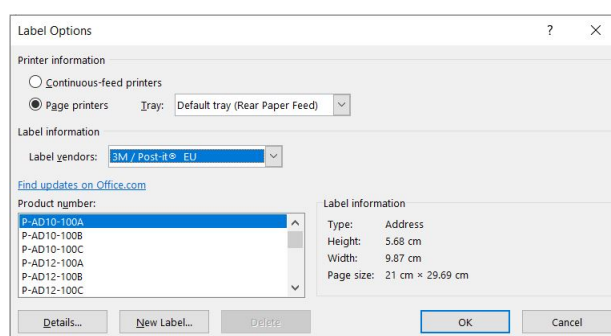 Label Options
?
Printer information
Continuous-feed printers
Page printers Tray: Default tray (Rear Paper Feed)
Label information
Label vendors: 3M / Post-it® EU
Find updates on Office.com
Product number:
P-AD10-100A
P-AD10-100B
P-AD10-100C
P-AD12-100A
P-AD12-100B
P-AD12-100C
Label information
Type: Address
Height: 5.68 cm
Width: 9.87 cm
Page size: 21 cm × 29.69 cm
Details... New Label... Delete OK Cancel